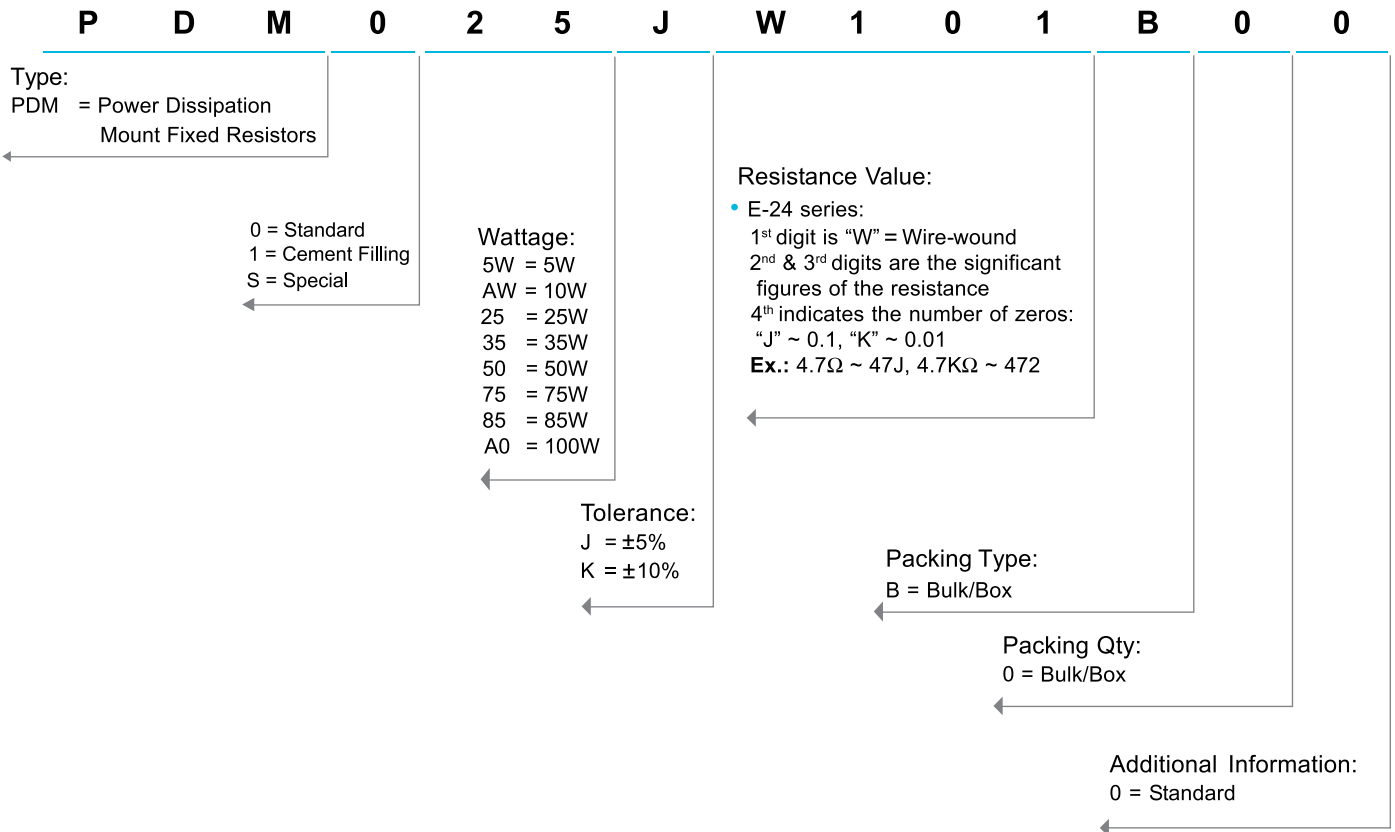 P D M 0 2 5 J W 1 0 1 B 0 0
Type:
PDM = Power Dissipation
Mount Fixed Resistors
0 = Standard
1 = Cement Filling
S = Special
Wattage:
5W = 5W
AW = 10W
25 = 25W
35 = 35W
50 = 50W
75 = 75W
85 = 85W
A0 = 100W
Tolerance:
J = ±5%
K = ±10%
Resistance Value:
• E-24 series:
1st digit is “W” = Wire-wound
2nd & 3rd digits are the significant
figures of the resistance
4th indicates the number of zeros:
“J” ~ 0.1, “K” ~ 0.01
Ex.: 4.7Ω ~ 47J, 4.7KΩ ~ 472
Packing Type:
B = Bulk/Box
Packing Qty:
0 = Bulk/Box
Additional Information:
0 = Standard